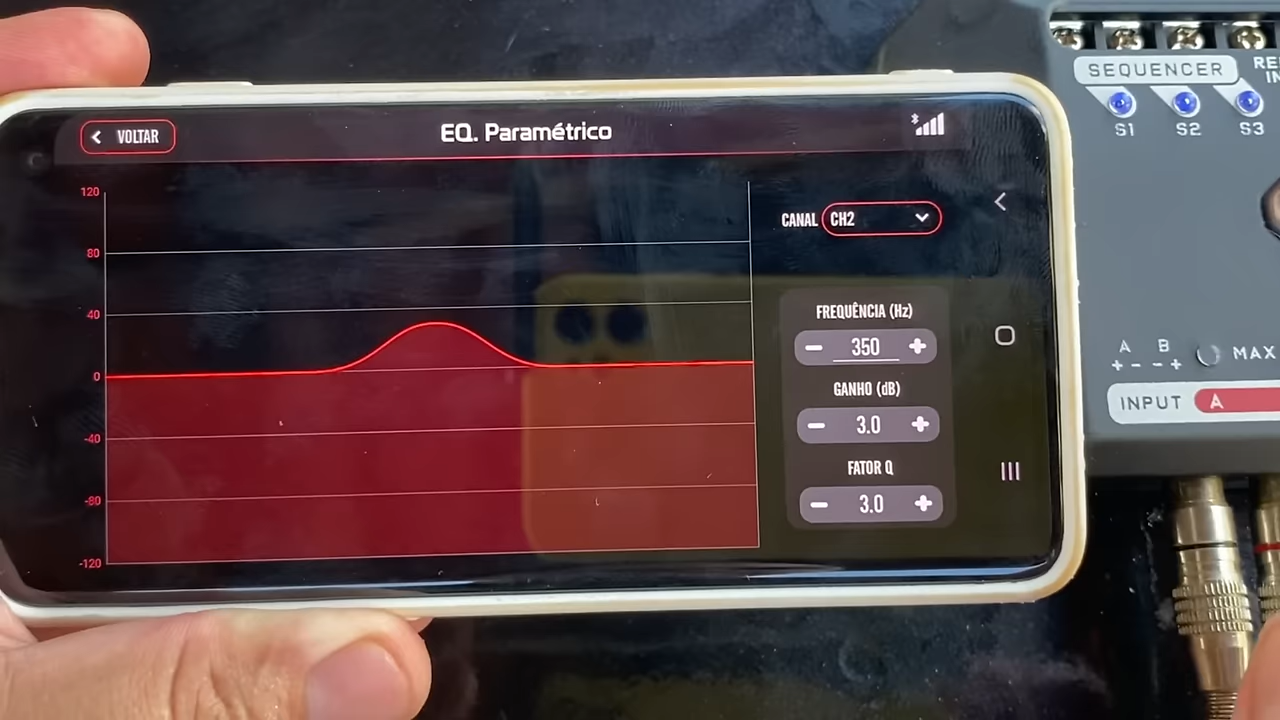 VOLTAR
EQ. Paramétrico
120
80
40
0
-40
-80
-120
CANAL CH2
FREQUÊNCIA (Hz)
350
GANHO (dB)
3.0
FATOR Q
3.0
SEQUENCER
S1 S2 S3
A B
+ - - +
MAX
INPUT A